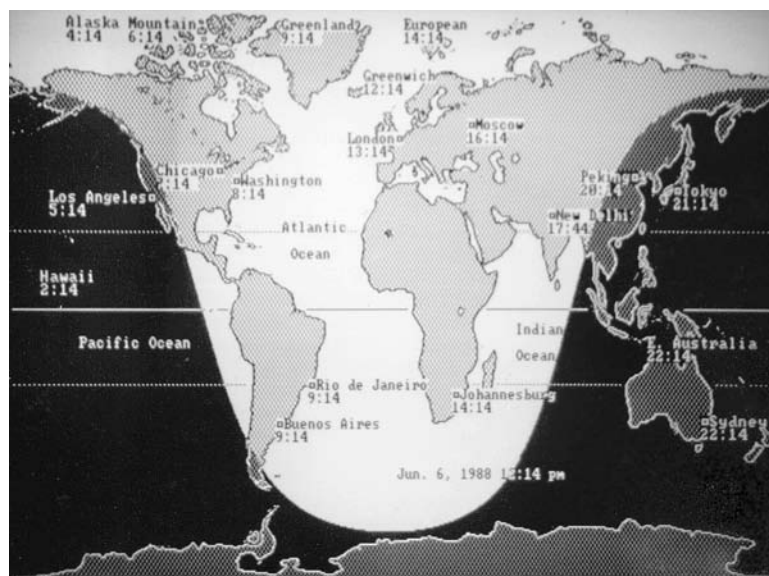 Alaska Mountain
4:14 6:14
Greenland
9:14
European
14:14
Greenwich
12:14
London
13:14
Moscow
16:14
Chicago
7:14
Washington
8:14
Los Angeles
5:14
Peking
20:14
Tokyo
21:14
New Delhi
17:44
Atlantic
Ocean
Hawaii
2:14
Pacific Ocean
Indian
Ocean
E. Australia
22:14
Rio de Janeiro
9:14
Johannesburg
14:14
Buenos Aires
9:14
Sydney
22:14
Jun. 6, 1988 12:14 pm